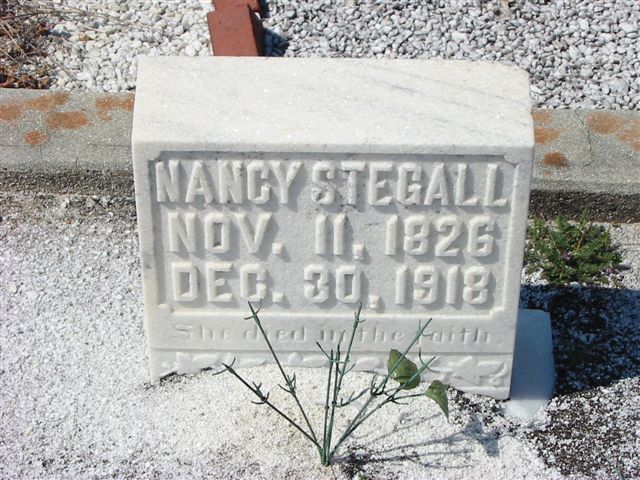 NANCY STEGALL
NOV. 11, 1826
DEC. 30, 1918
She died in the faith